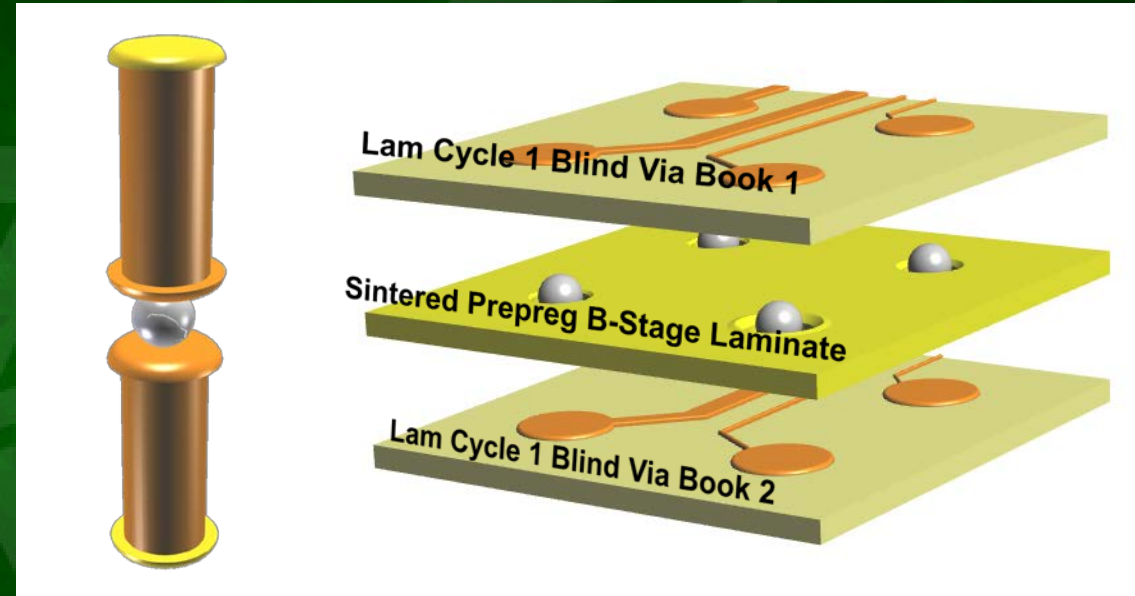 Lam Cycle 1 Blind Via Book 1
Sintered Prepreg B-Stage Laminate
Lam Cycle 1 Blind Via Book 2